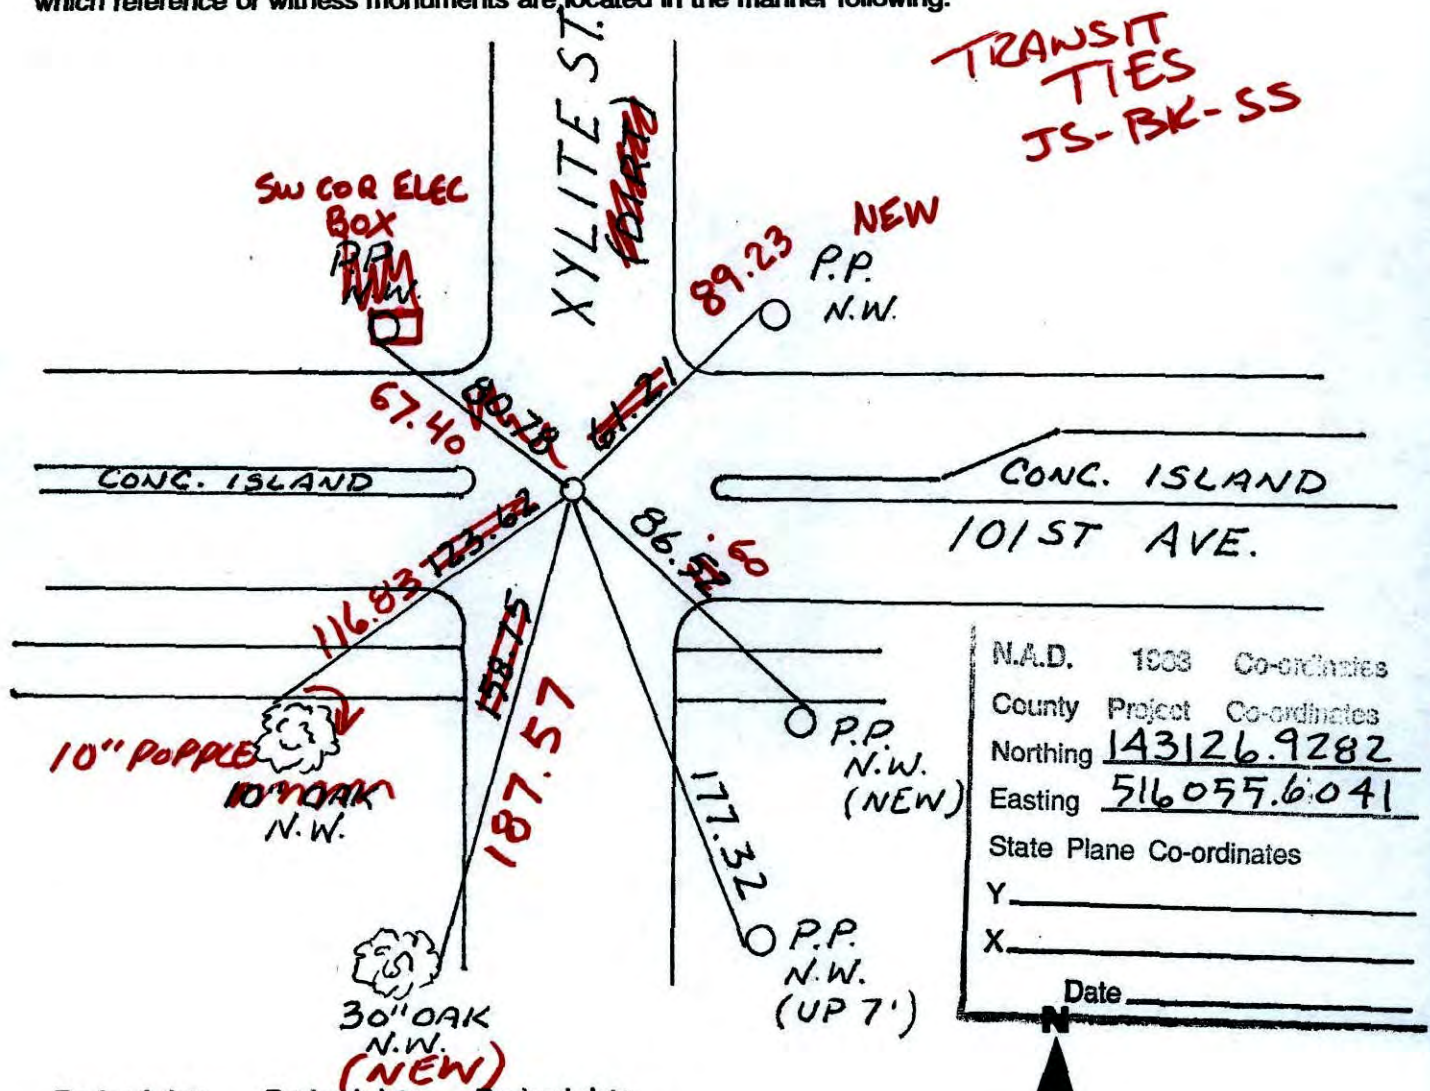 which reference or witness monuments are located in the manner following:
TRANSIT
TIES
JS-BK-SS
XYLITE ST.
(DIRT)
SW COR ELEC
BOX
P.P.
N.W.
NEW
P.P.
N.W.
89.23
61.21
80.78
67.40
CONC. ISLAND
CONC. ISLAND
101ST AVE.
123.62
116.83
86.52
.60
158.75
187.57
177.32
10" POPPLE
10" OAK
N.W.
P.P.
N.W.
(NEW)
30" OAK
N.W.
(NEW)
P.P.
N.W.
(UP 7')
N.A.D. 1983 Co-ordinates
County Project Co-ordinates
Northing 143126.9282
Easting 516055.6041
State Plane Co-ordinates
Y
X
Date
N